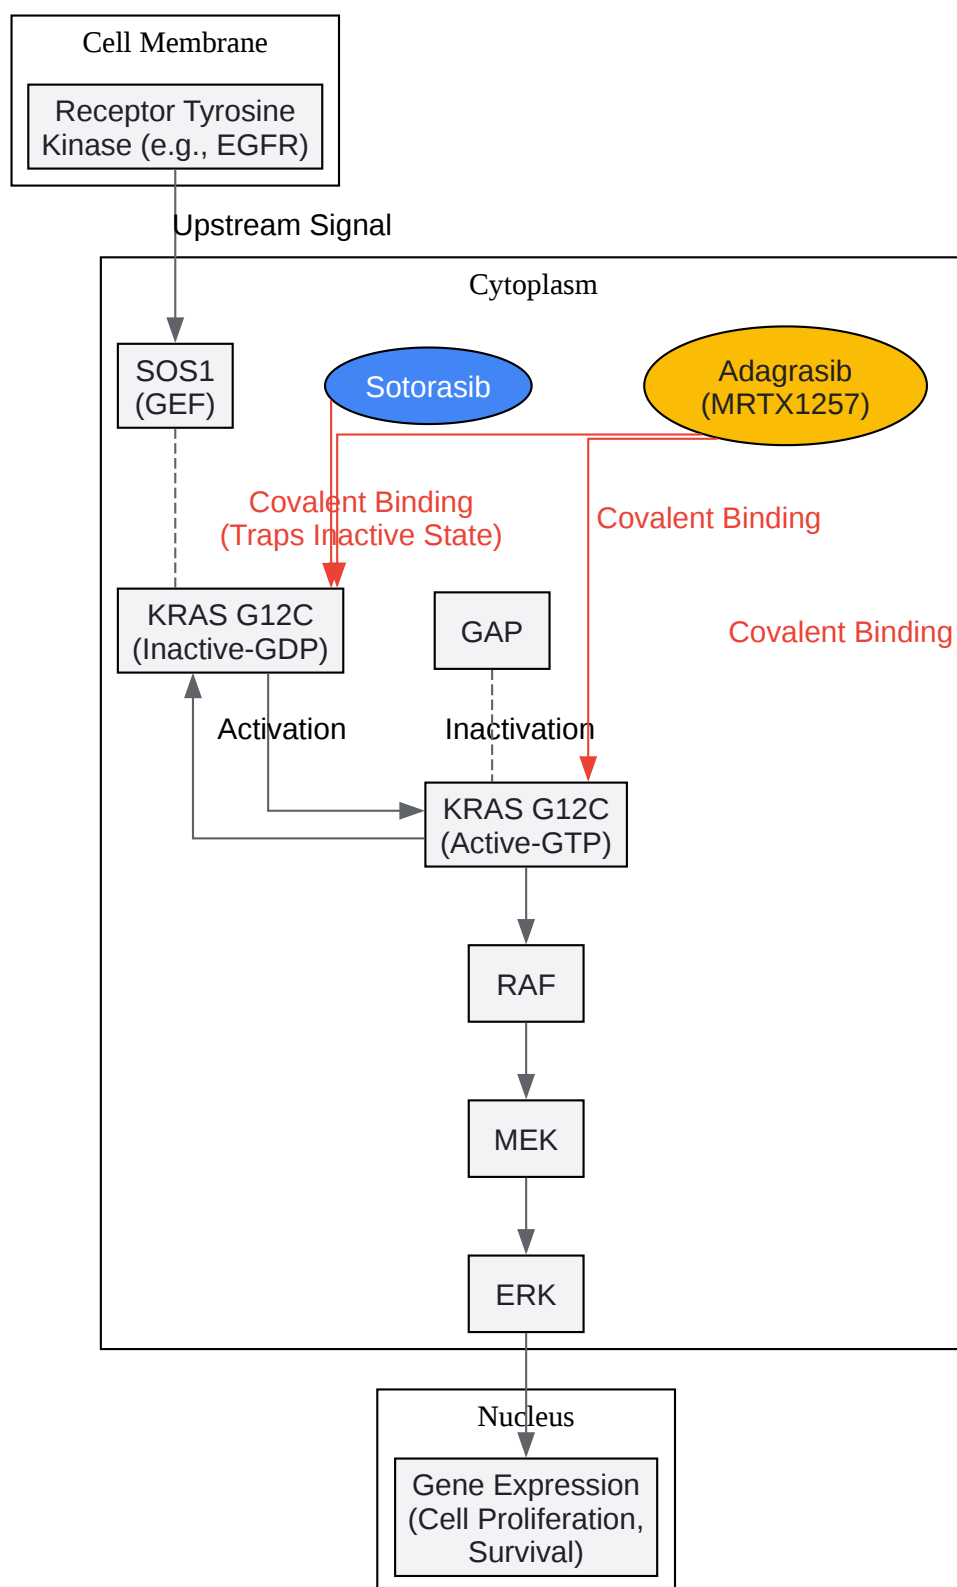 Cell Membrane
Receptor Tyrosine
Kinase (e.g., EGFR)
Upstream Signal
Cytoplasm
SOS1
(GEF)
Sotorasib
Adagrasib
(MRTX1257)
Covalent Binding
(Traps Inactive State)
Covalent Binding
KRAS G12C
(Inactive-GDP)
GAP
Covalent Binding
Activation
Inactivation
KRAS G12C
(Active-GTP)
RAF
MEK
ERK
Nucleus
Gene Expression
(Cell Proliferation,
Survival)